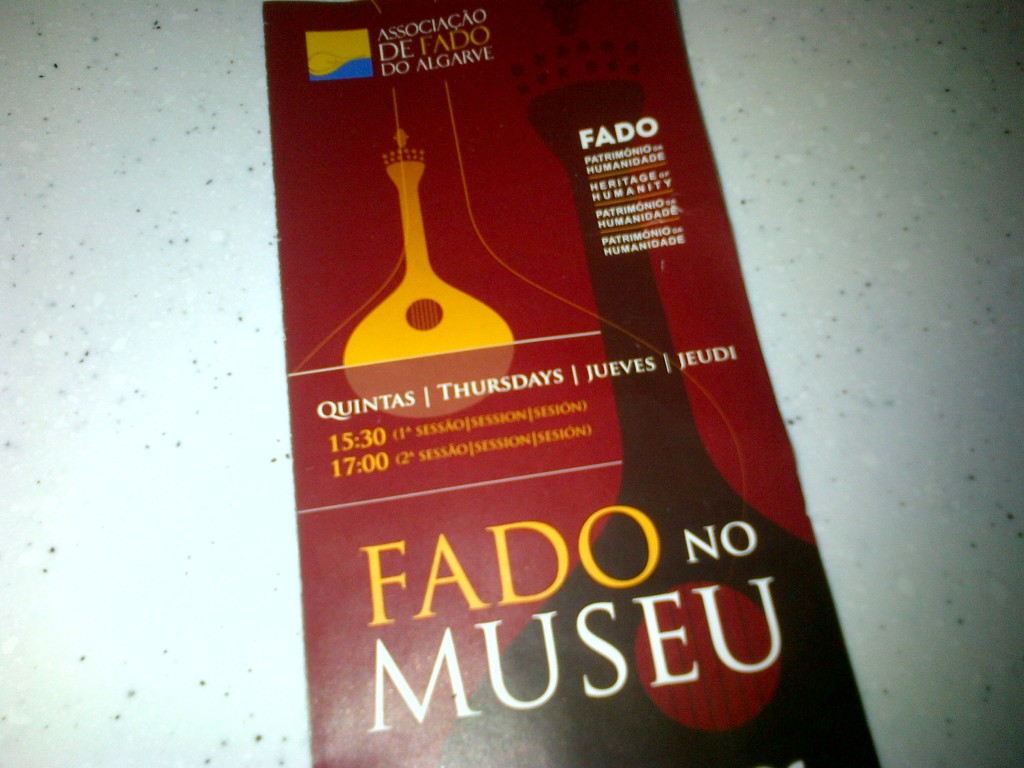 ASSOCIAÇÃO
DE FADO
DO ALGARVE
FADO
PATRIMÓNIO DA
HUMANIDADE
HERITAGE OF
HUMANITY
PATRIMÓNIO DA
HUMANIDADE
PATRIMÓNIO DA
HUMANIDADE
QUINTAS | THURSDAYS | JUEVES | JEUDI
15:30 (1ª SESSÃO|SESSION|SESIÓN)
17:00 (2ª SESSÃO|SESSION|SESIÓN)
FADO NO
MUSEU